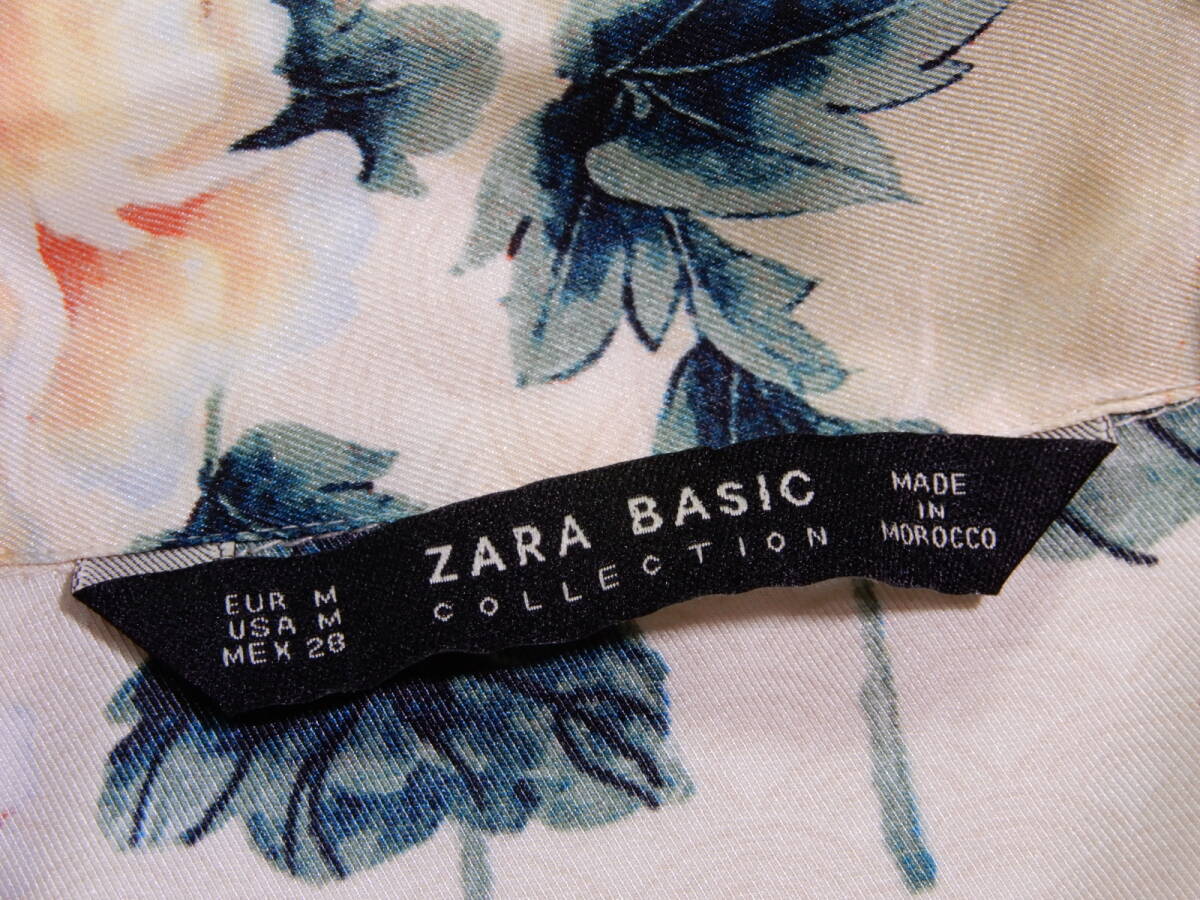 EUR M
USA M
MEX 28
ZARA BASIC
COLLECTION
MADE
IN
MOROCCO